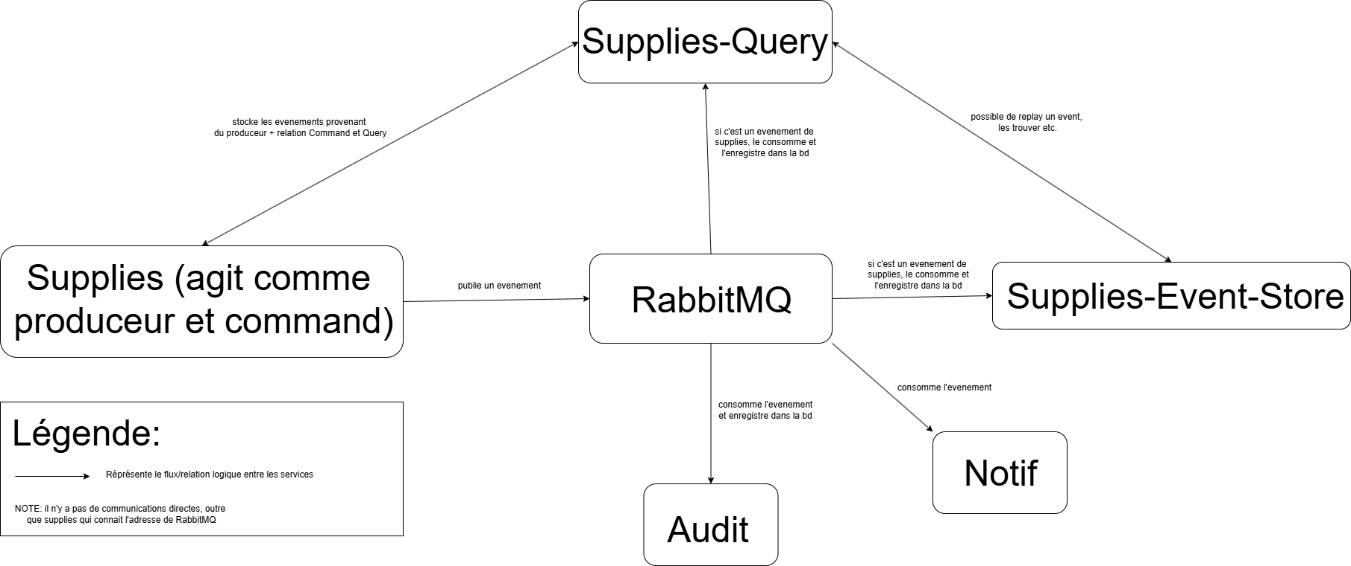 Supplies-Query
stocke les evenements provenant
du producteur + relation Command et Query
si c'est un evenement de
supplies, le consomme et
l'enregistre dans la bd
possible de replay un event,
les trouver etc.
Supplies (agit comme
produceur et command)
publie un evenement
RabbitMQ
si c'est un evenement de
supplies, le consomme et
l'enregistre dans la bd
Supplies-Event-Store
consomme l'evenement
consomme l'evenement
et enregistre dans la bd
Notif
Audit
Légende:
Réprésente le flux/relation logique entre les services
NOTE: il n'y a pas de communications directes, outre
que supplies qui connait l'adresse de RabbitMQ